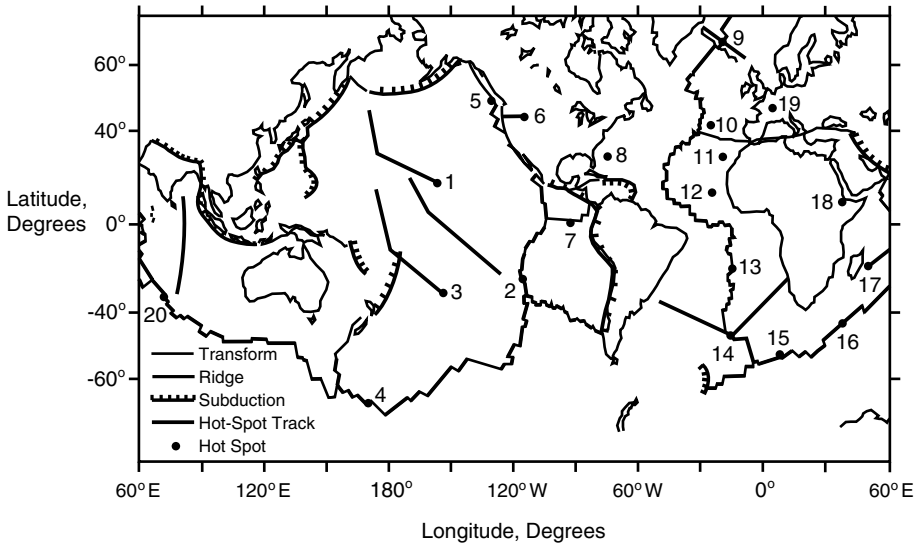 9
60°
5
6
19
40°
10
8
11
1
12
Latitude,
Degrees
18
0°
7
13
3
2
17
20
-40°
14
15
16
Transform
Ridge
-60°
Subduction
4
Hot-Spot Track
Hot Spot
60° E
120° E
180°
120° W
60° W
0°
60° E
Longitude, Degrees